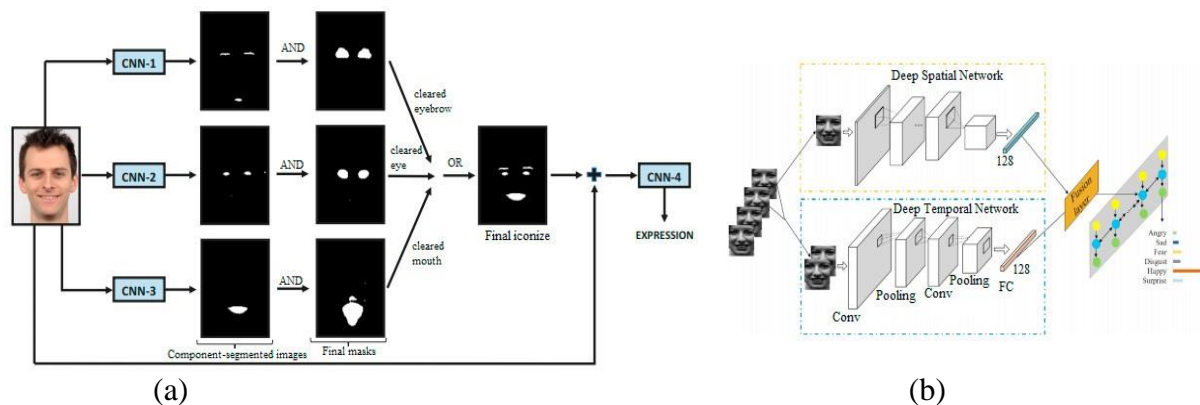 CNN-1
AND
cleared
eyebrow
CNN-2
AND
cleared
eye
OR
CNN-4
Final iconize
EXPRESSION
cleared
mouth
CNN-3
AND
Component-segmented images
Final masks
(a)
Deep Spatial Network
128
Fusion
layer
Deep Temporal Network
128
FC
Pooling
Conv
Pooling
Conv
Angry
Sad
Fear
Disgust
Happy
Surprise
(b)